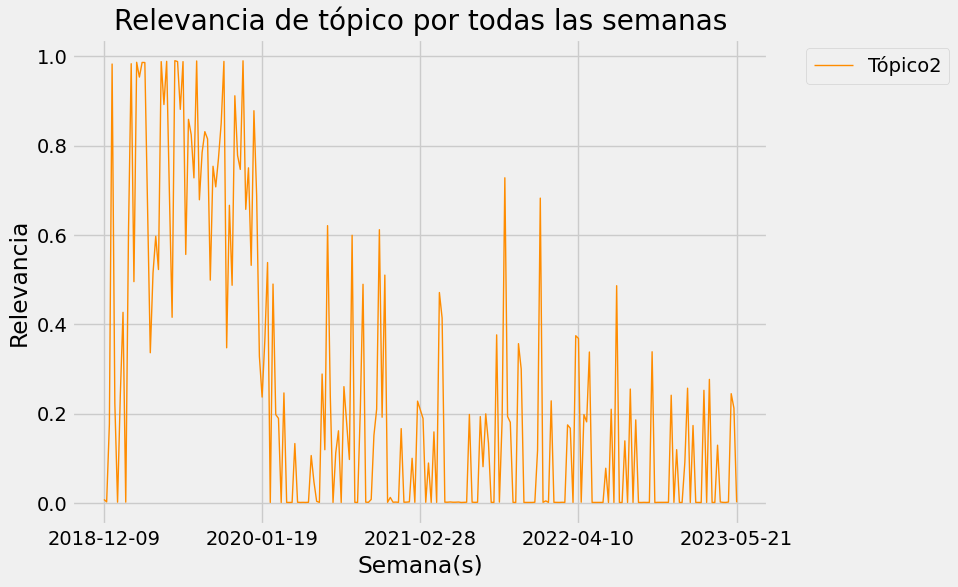 Relevancia de tópico por todas las semanas
Tópico2
Relevancia
1.0
0.8
0.6
0.4
0.2
0.0
2018-12-09 2020-01-19 2021-02-28 2022-04-10 2023-05-21
Semana(s)